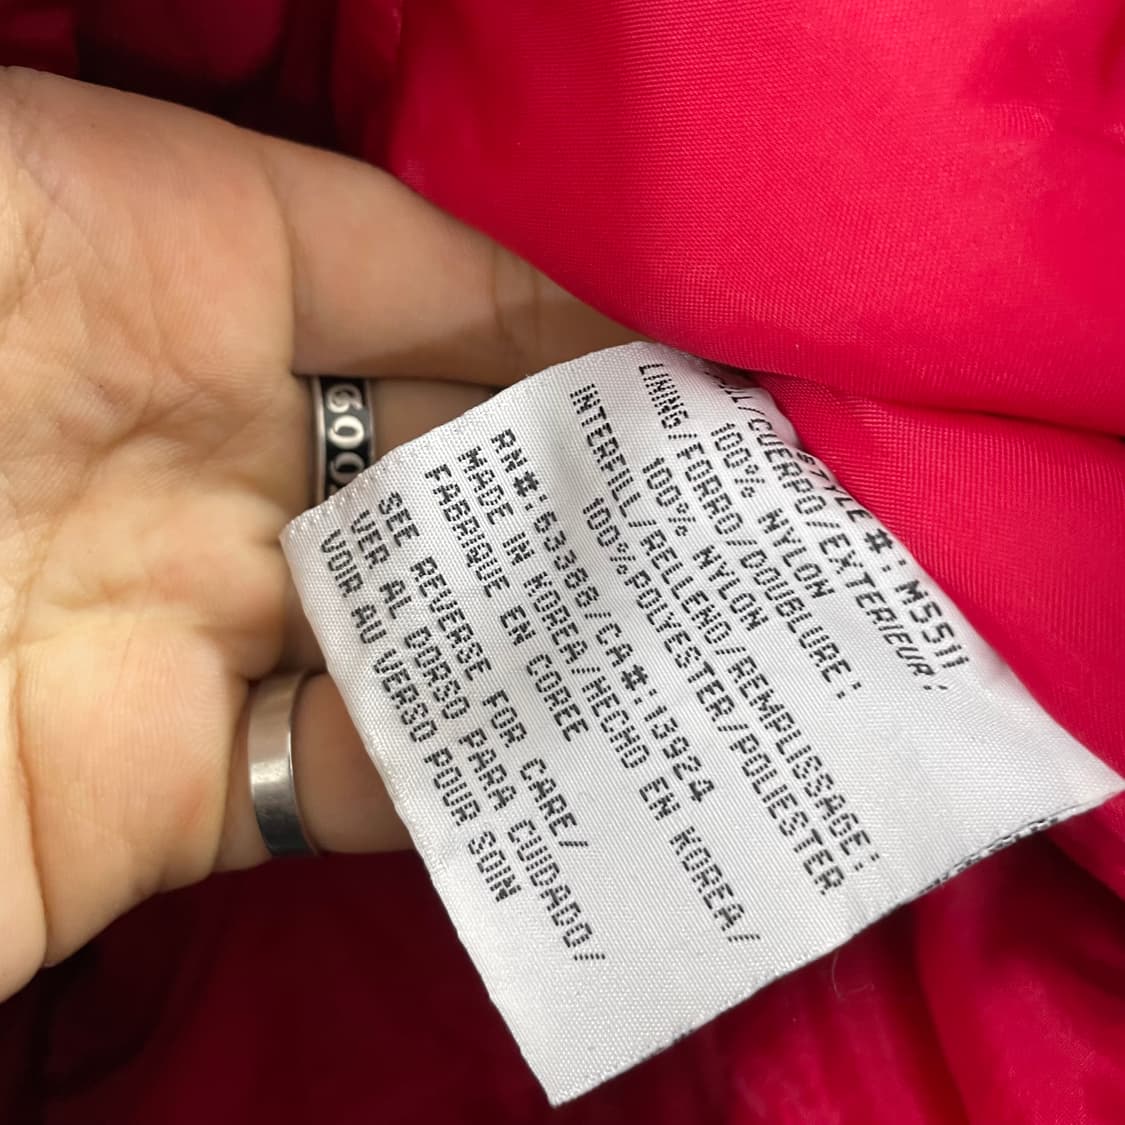 STYLE #: M5511
/CUERPO/EXTERIEUR:
100% NYLON
LINING/FORRO/DOUBLURE:
100% NYLON
INTERFILL/RELLENO/REMPLISSAGE:
100%POLYESTER/POLIESTER
RN#:63388/CA#:13924
MADE IN KOREA/HECHO EN KOREA/
FABRIQUE EN COREE
SEE REVERSE FOR CARE/
VER AL DORSO PARA CUIDADO/
VOIR AU VERSO POUR SOIN